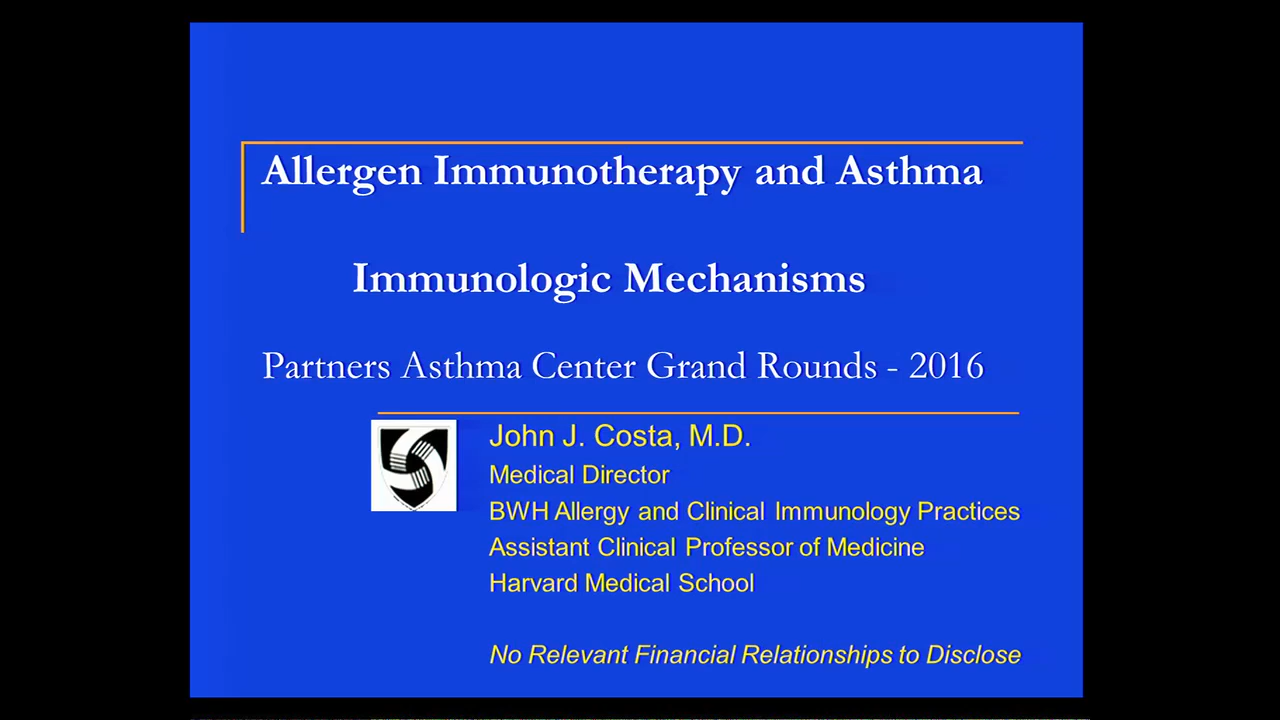 Allergen Immunotherapy and Asthma
Immunologic Mechanisms
Partners Asthma Center Grand Rounds - 2016
John J. Costa, M.D.
Medical Director
BWH Allergy and Clinical Immunology Practices
Assistant Clinical Professor of Medicine
Harvard Medical School
No Relevant Financial Relationships to Disclose